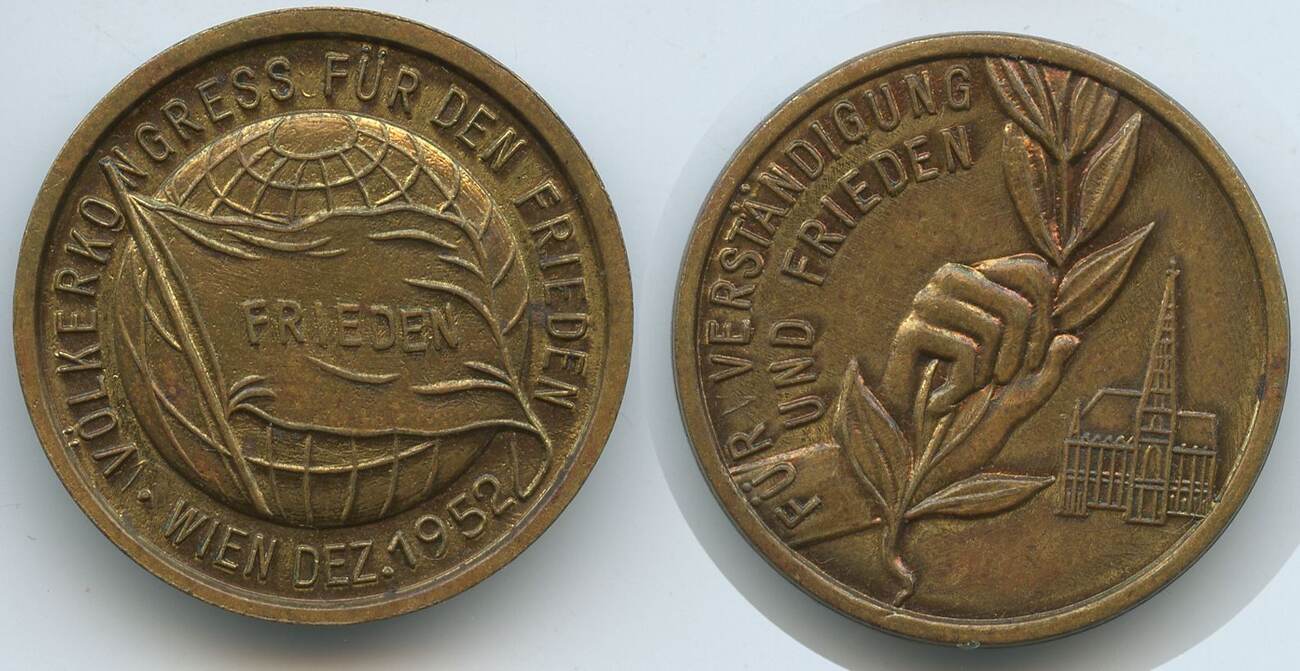 VÖLKERKONGRESS FÜR DEN FRIEDEN
FRIEDEN
· WIEN DEZ. 1952
FÜR VERSTÄNDIGUNG
UND FRIEDEN